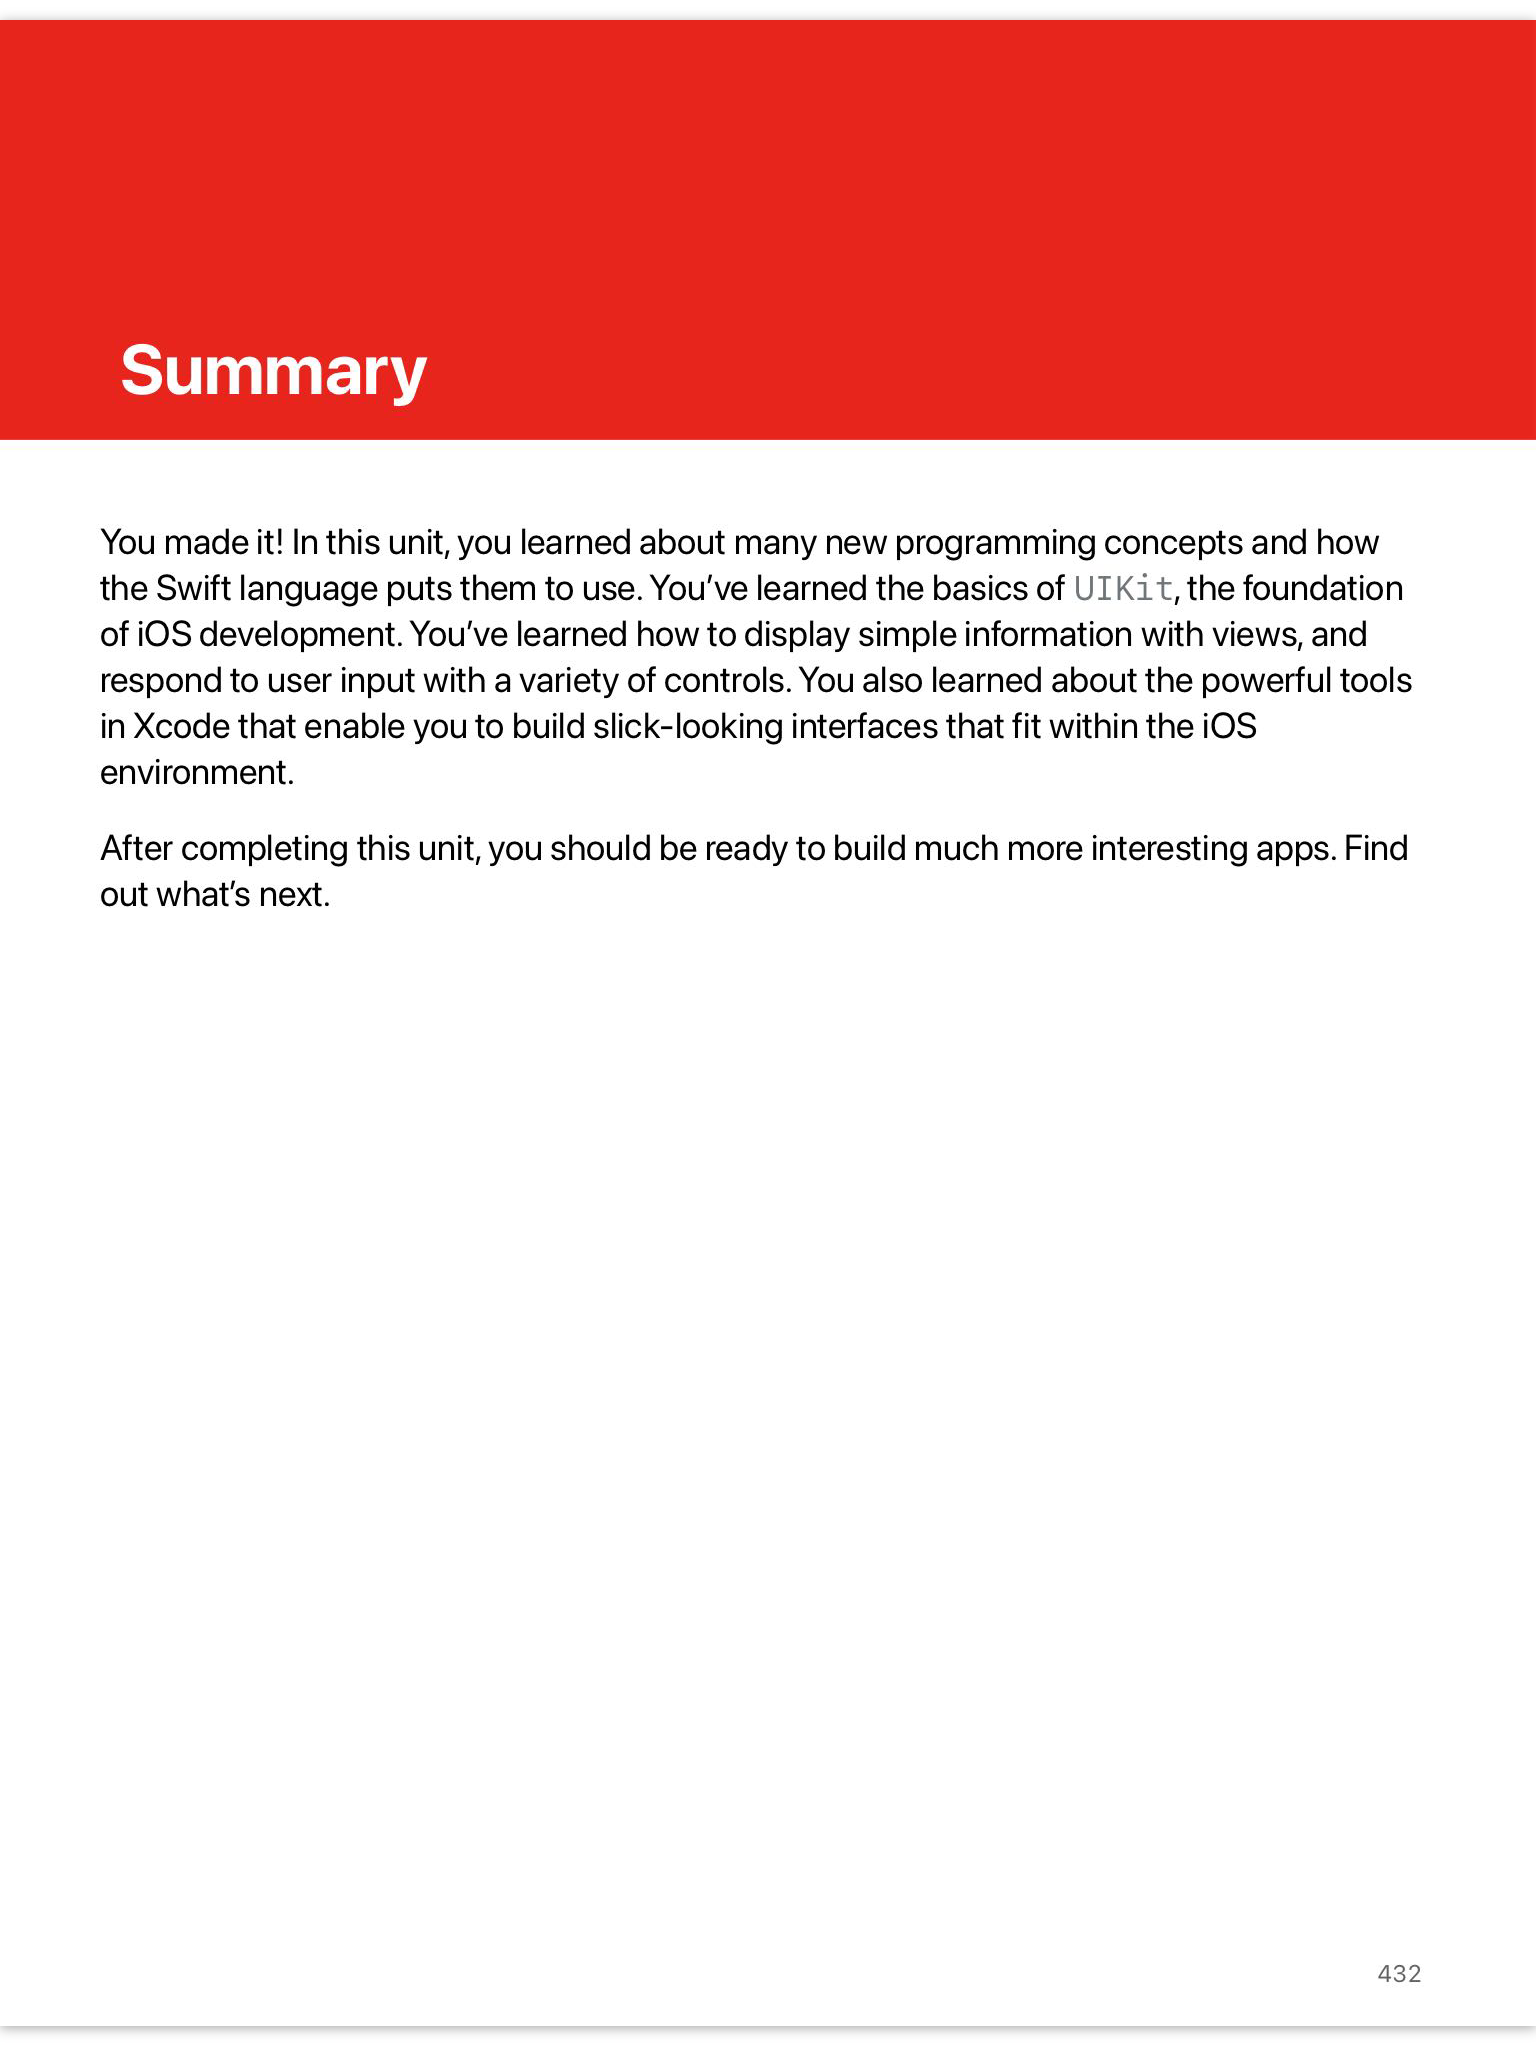 Summary
You made it! In this unit, you learned about many new programming concepts and how
the Swift language puts them to use. You’ve learned the basics of UIKit, the foundation
of iOS development. You’ve learned how to display simple information with views, and
respond to user input with a variety of controls. You also learned about the powerful tools
in Xcode that enable you to build slick-looking interfaces that fit within the iOS
environment.
After completing this unit, you should be ready to build much more interesting apps. Find
out what’s next.
432